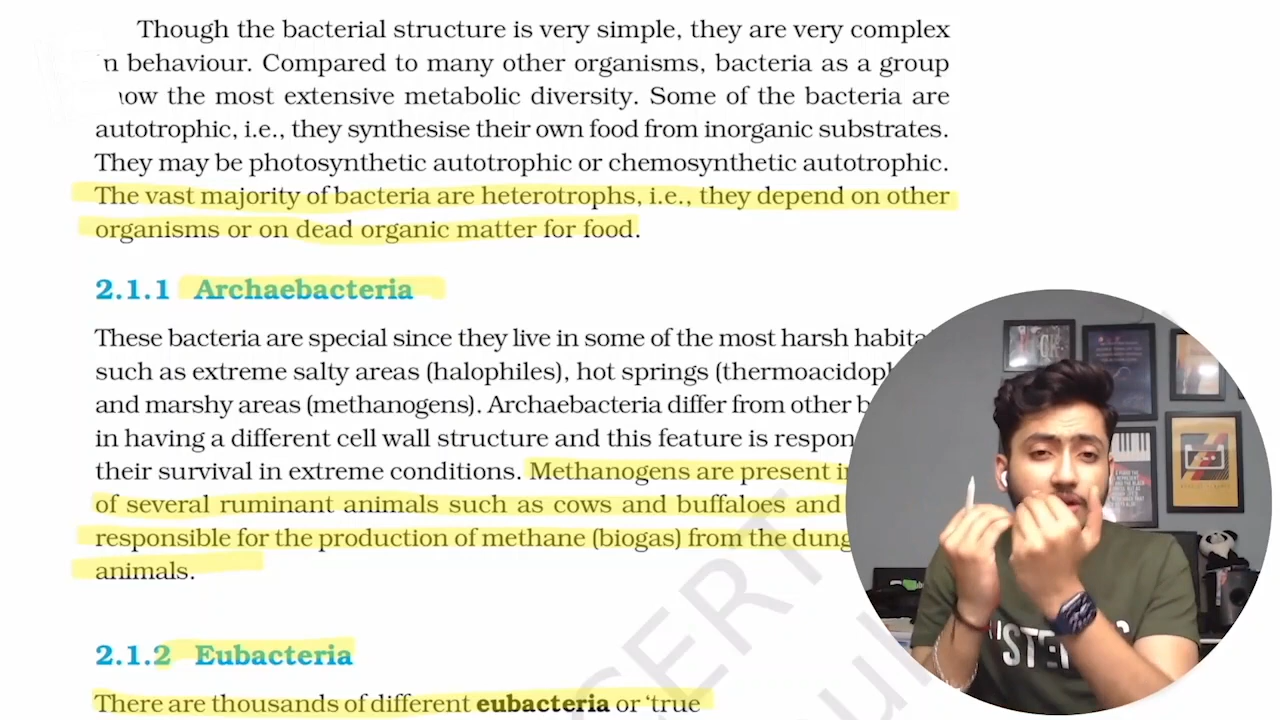 Though the bacterial structure is very simple, they are very complex
behaviour. Compared to many other organisms, bacteria as a group
the most extensive metabolic diversity. Some of the bacteria are
autotrophic, i.e., they synthesise their own food from inorganic substrates.
They may be photosynthetic autotrophic or chemosynthetic autotrophic.
The vast majority of bacteria are heterotrophs, i.e., they depend on other
organisms or on dead organic matter for food.
2.1.1 Archaebacteria
These bacteria are special since they live in some of the most harsh
such as extreme salty areas (halophiles), hot springs
and marshy areas (methanogens). Archaebacteria differ from other
in having a different cell wall structure and this feature is
their survival in extreme conditions. Methanogens are present
of several ruminant animals such as cows and buffaloes and
responsible for the production of methane (biogas) from the dung
animals.
2.1.2 Eubacteria
There are thousands of different eubacteria or ‘true